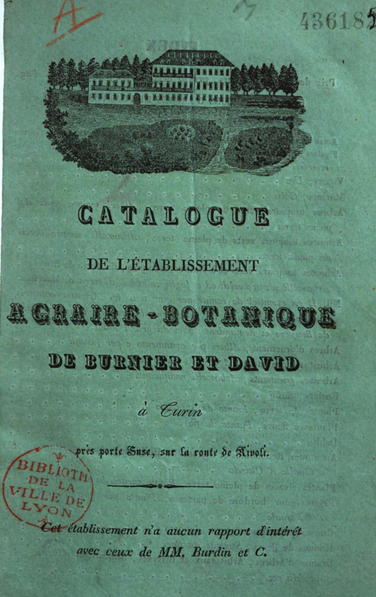 A
436185
CATALOGUE
DE L'ÉTABLISSEMENT
AGRAIRE-BOTANIQUE
DE BURNIER ET DAVID
à Turin
près porte Suse, sur la route de Rivoli.
BIBLIOTH
DE LA
VILLE DE
LYON
Cet établissement n'a aucun rapport d'intérêt
avec ceux de MM. Burdin et C.